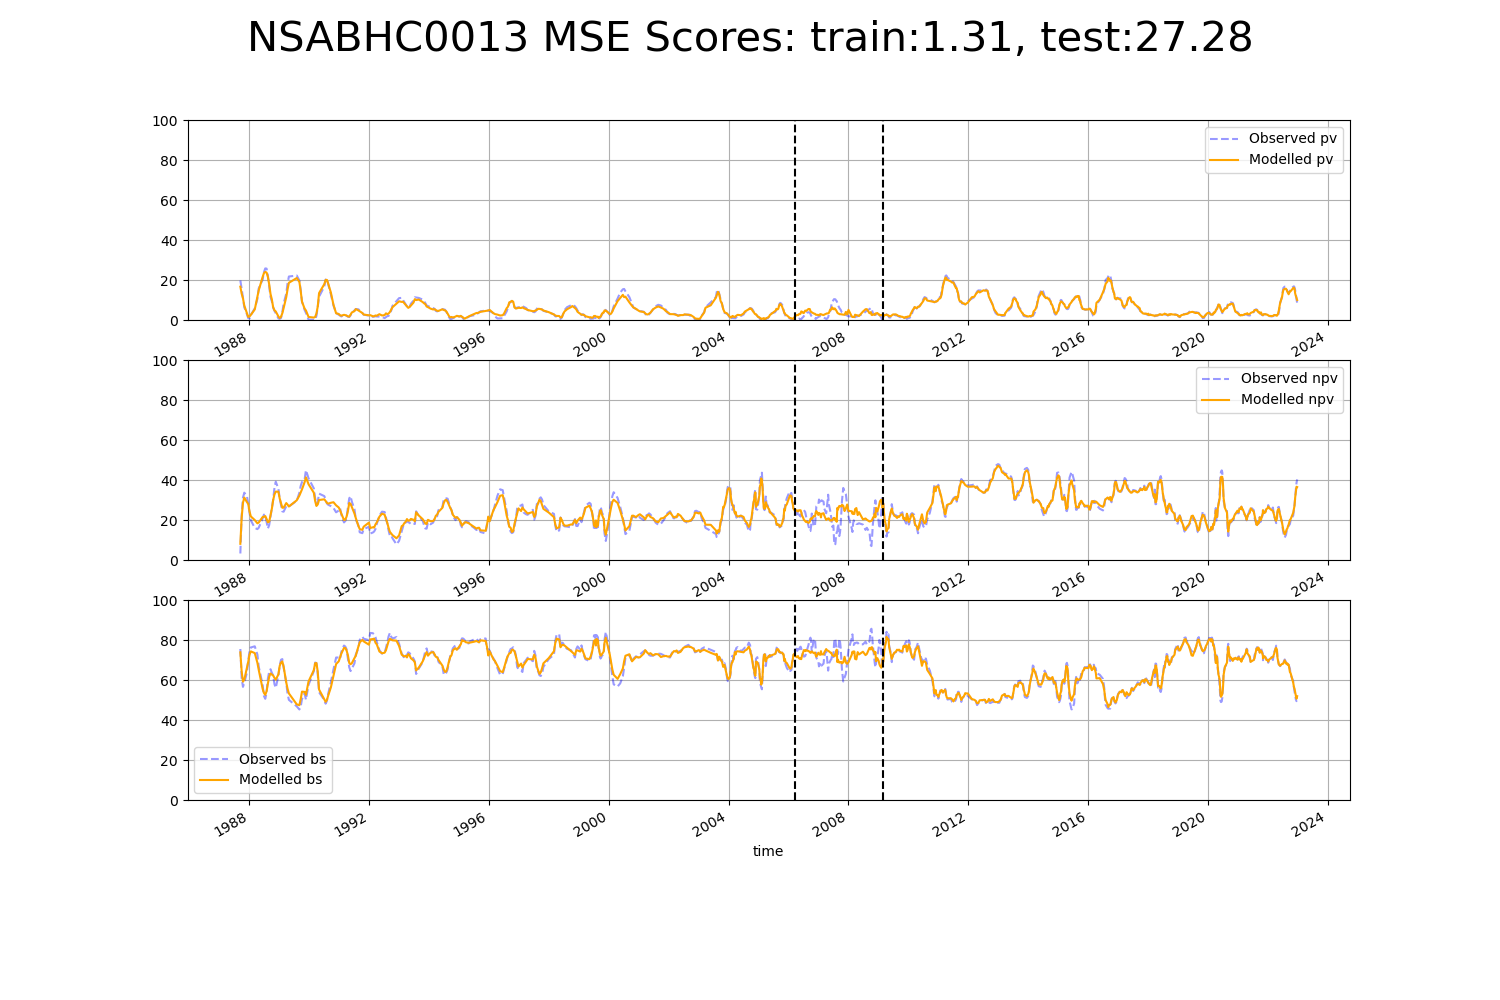 NSABHC0013 MSE Scores: train:1.31, test:27.28
100
80
60
40
20
0
Observed pv
Modelled pv
1988 1992 1996 2000 2004 2008 2012 2016 2020 2024
100
80
60
40
20
0
Observed npv
Modelled npv
1988 1992 1996 2000 2004 2008 2012 2016 2020 2024
100
80
60
40
20
0
Observed bs
Modelled bs
1988 1992 1996 2000 2004 2008 2012 2016 2020 2024
time